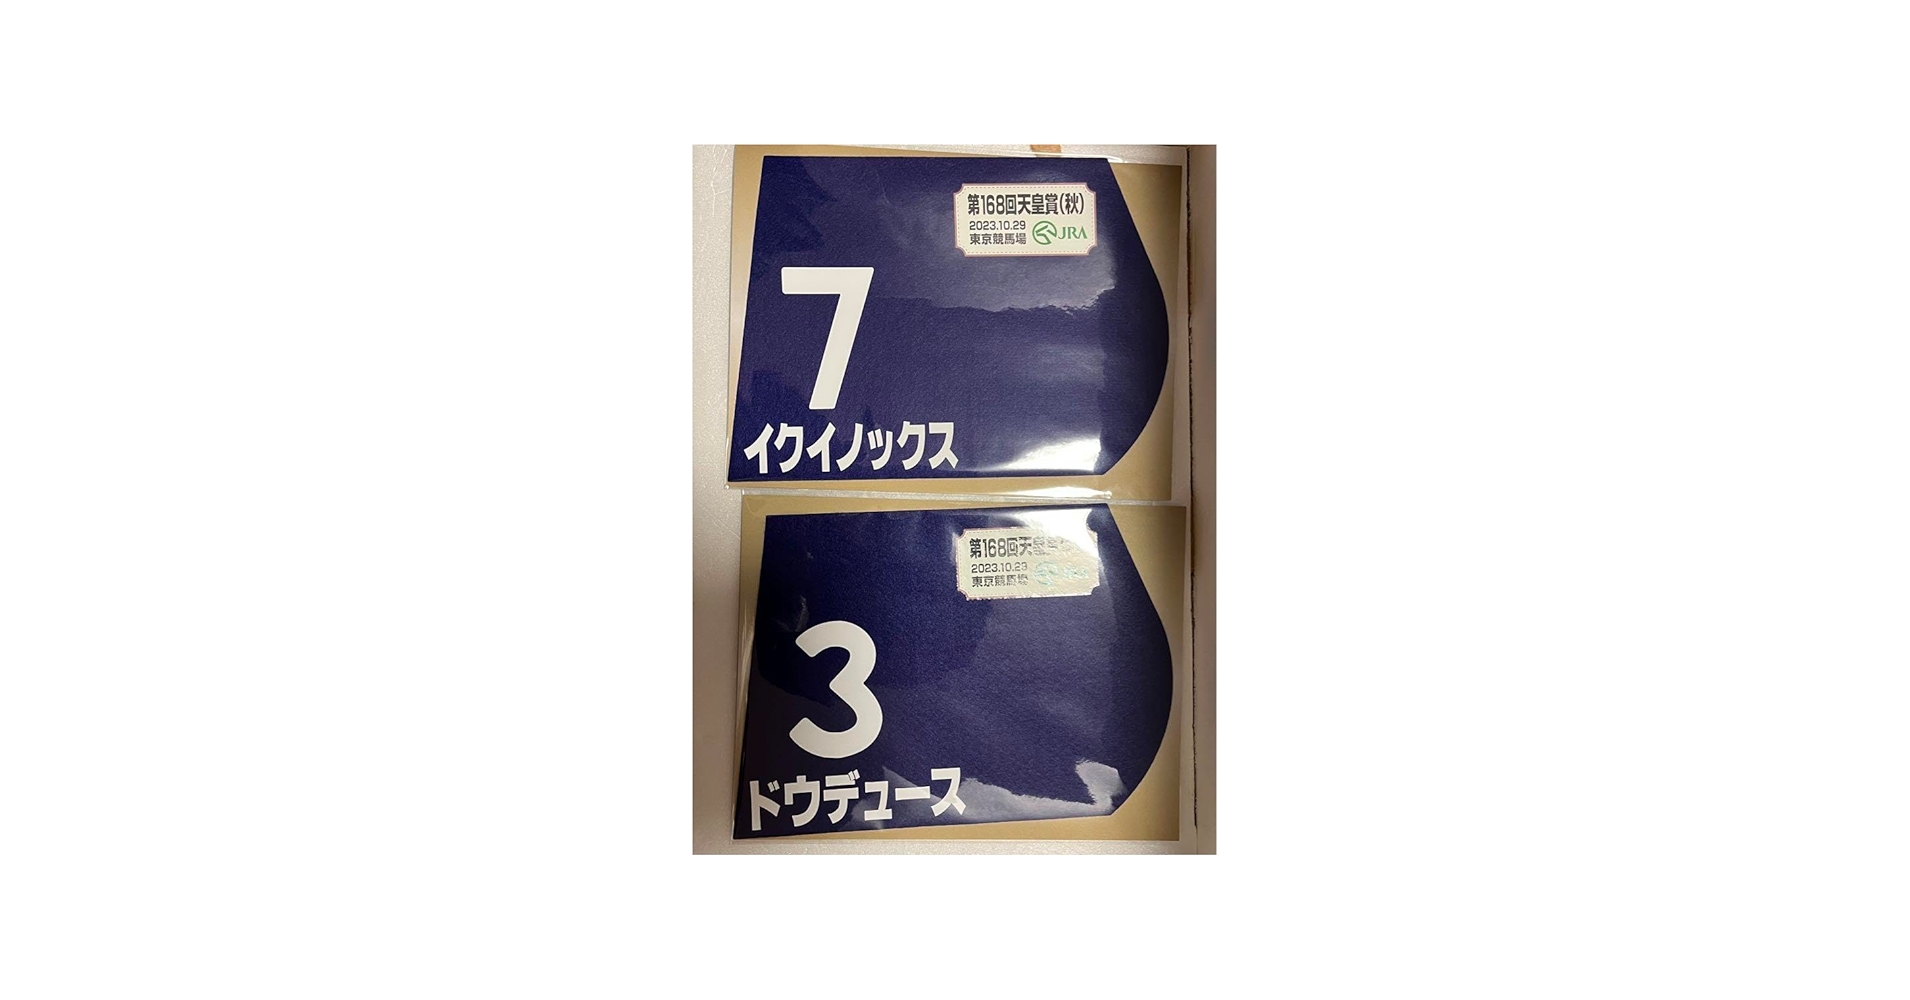 第168回天皇賞(秋)
2023.10.29
東京競馬場 JRA
7
イクイノックス
第168回天皇
2023.10.29
東京競馬場
3
ドウデュース